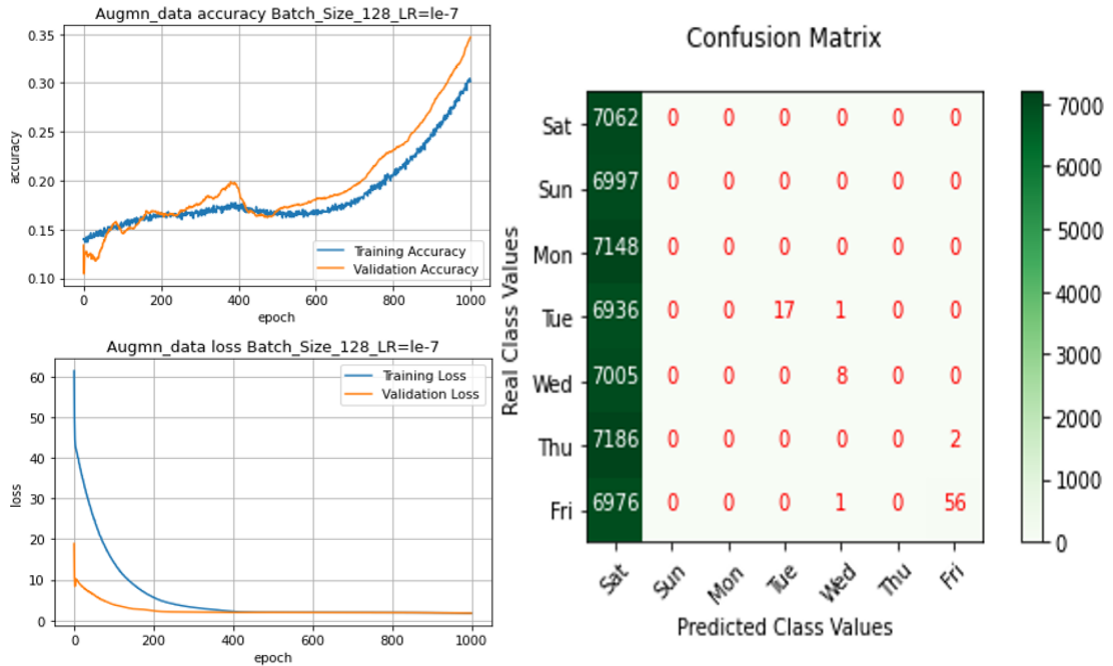 Augmn_data accuracy Batch_Size_128_LR=le-7
0.35
0.30
0.25
0.20
0.15
0.10
accuracy
Training Accuracy
Validation Accuracy
0 200 400 600 800 1000
epoch
Augmn_data loss Batch_Size_128_LR=le-7
60
50
40
30
20
10
0
loss
Training Loss
Validation Loss
0 200 400 600 800 1000
epoch
Confusion Matrix
Real Class Values
Sat 7062 0 0 0 0 0 0
Sun 6997 0 0 0 0 0 0
Mon 7148 0 0 0 0 0 0
Tue 6936 0 0 17 1 0 0
Wed 7005 0 0 0 8 0 0
Thu 7186 0 0 0 0 0 2
Fri 6976 0 0 0 1 0 56
Sat Sun Mon Tue Wed Thu Fri
Predicted Class Values
7000
6000
5000
4000
3000
2000
1000
0